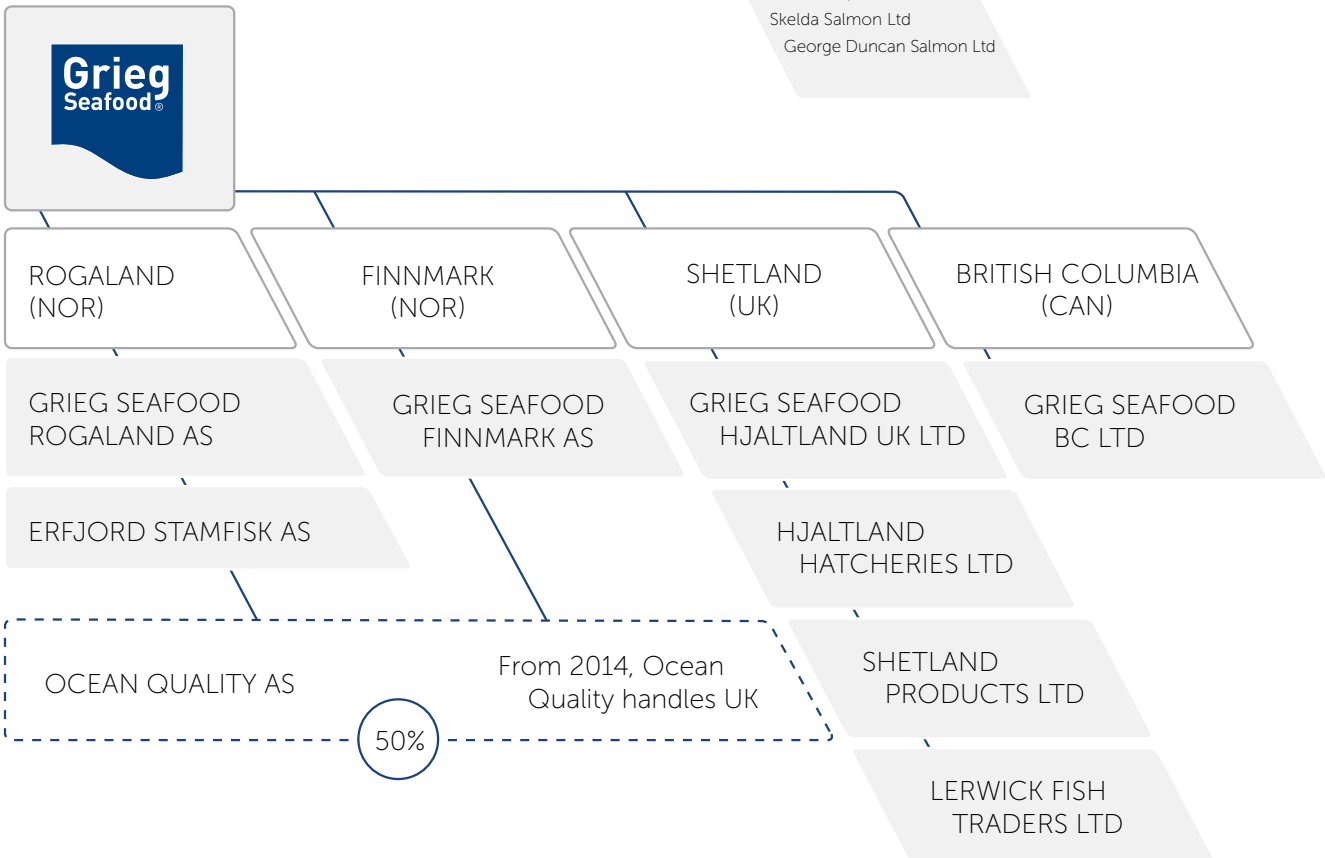 Skelda Salmon Ltd
George Duncan Salmon Ltd
Grieg
Seafood®
ROGALAND
(NOR)
FINNMARK
(NOR)
SHETLAND
(UK)
BRITISH COLUMBIA
(CAN)
GRIEG SEAFOOD
ROGALAND AS
GRIEG SEAFOOD
FINNMARK AS
GRIEG SEAFOOD
HJALTLAND UK LTD
GRIEG SEAFOOD
BC LTD
ERFJORD STAMFISK AS
HJALTLAND
HATCHERIES LTD
OCEAN QUALITY AS
From 2014, Ocean
Quality handles UK
50%
SHETLAND
PRODUCTS LTD
LERWICK FISH
TRADERS LTD